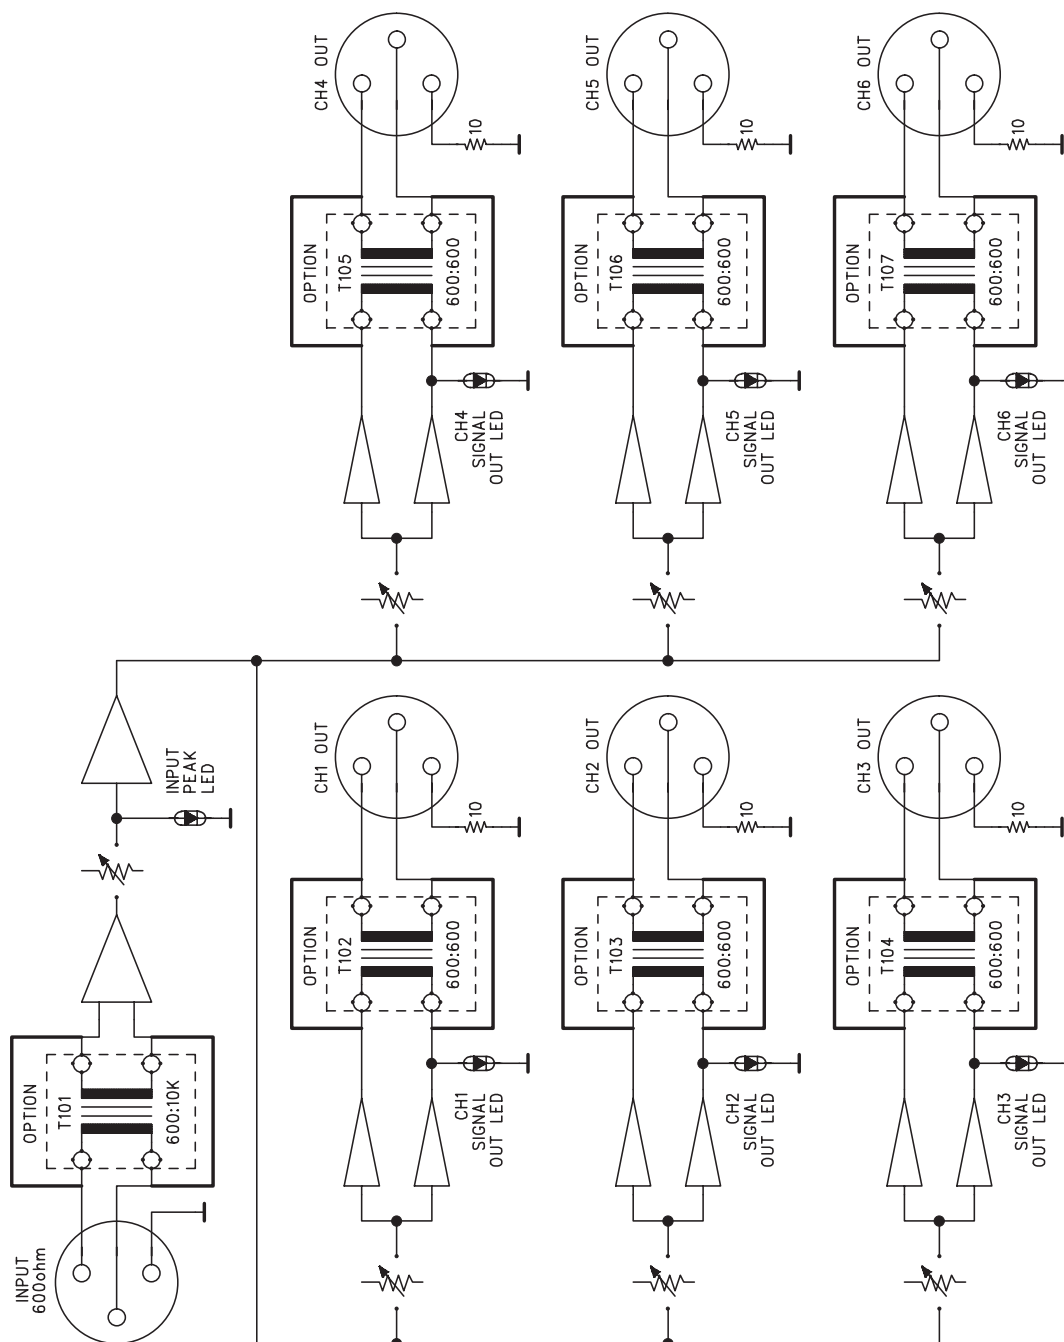 INPUT
600ohm
OPTION
T101
600:10K
INPUT
PEAK
LED
CH4 OUT
10
OPTION
T105
600:600
CH4
SIGNAL
OUT LED
CH5 OUT
10
OPTION
T106
600:600
CH5
SIGNAL
OUT LED
CH6 OUT
10
OPTION
T107
600:600
CH6
SIGNAL
OUT LED
CH1 OUT
10
OPTION
T102
600:600
CH1
SIGNAL
OUT LED
CH2 OUT
10
OPTION
T103
600:600
CH2
SIGNAL
OUT LED
CH3 OUT
10
OPTION
T104
600:600
CH3
SIGNAL
OUT LED